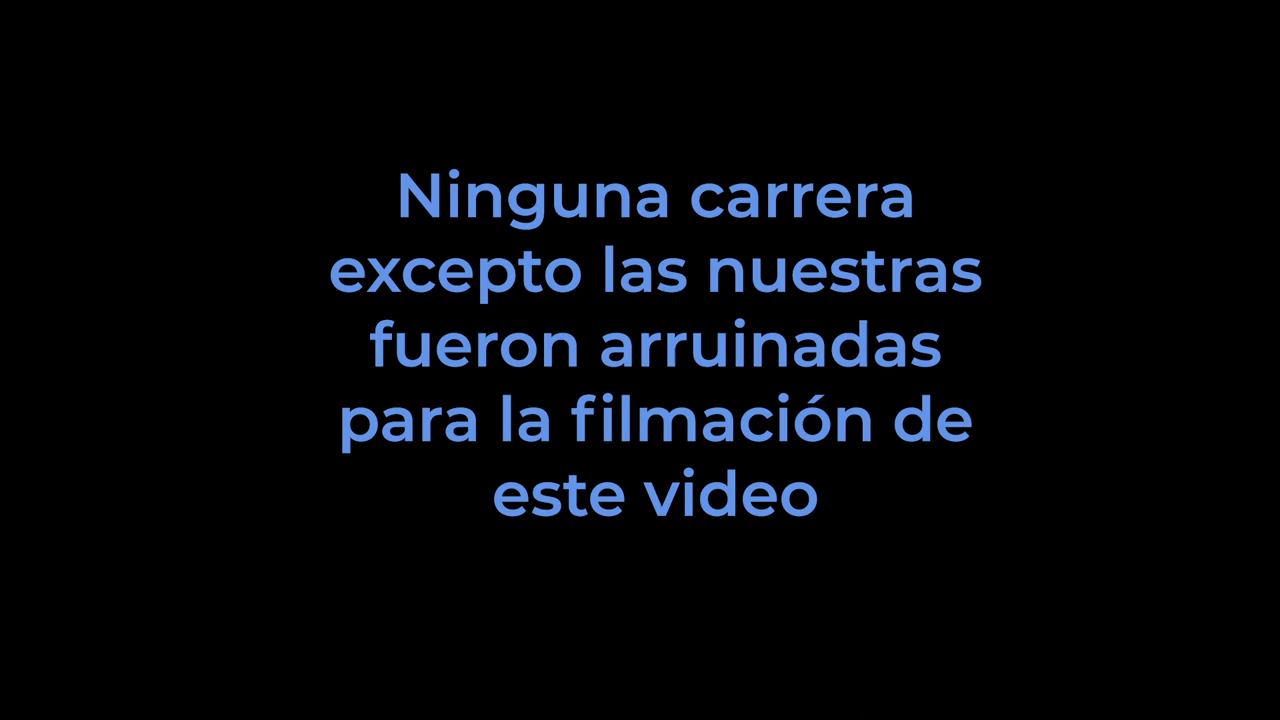 Ninguna carrera
excepto las nuestras
fueron arruinadas
para la filmación de
este video